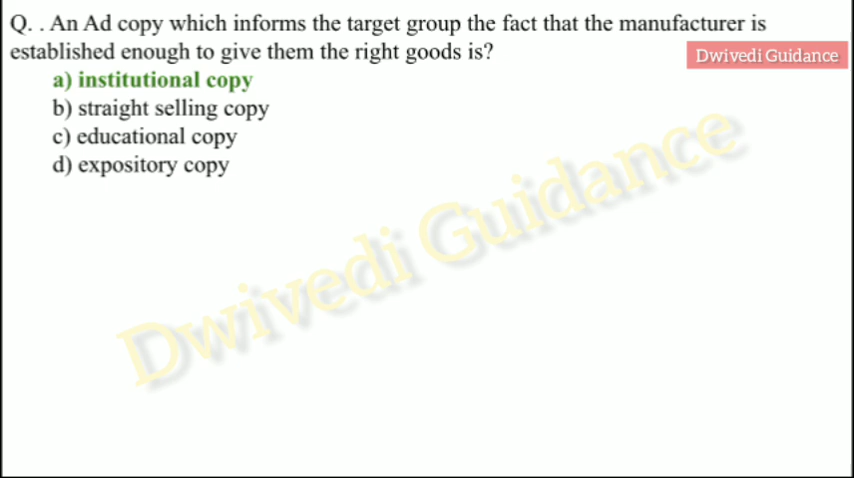 Q. . An Ad copy which informs the target group the fact that the manufacturer is
established enough to give them the right goods is?
Dwivedi Guidance
a) institutional copy
b) straight selling copy
c) educational copy
d) expository copy
Dwivedi Guidance